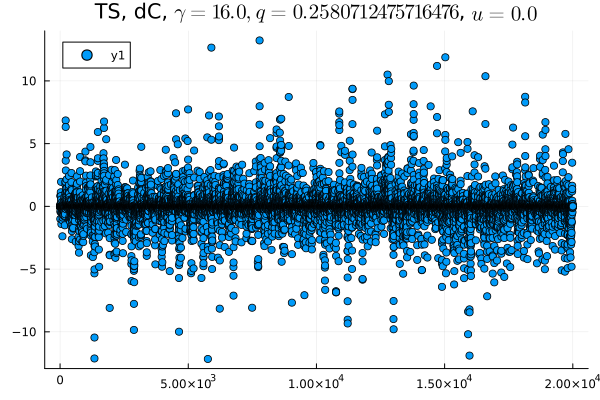 TS, dC, γ = 16.0, q = 0.2580712475716476, u = 0.0
y1
10
5
0
−5
−10
0 5.00×10³ 1.00×10⁴ 1.50×10⁴ 2.00×10⁴